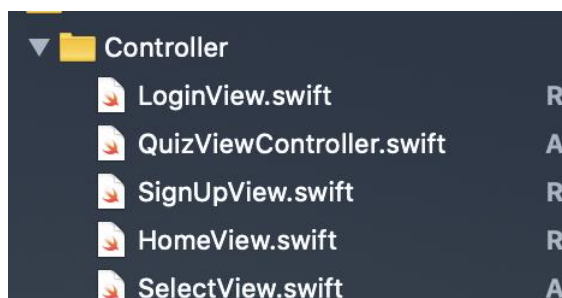 Controller
LoginView.swift R
QuizViewController.swift A
SignUpView.swift R
HomeView.swift R
SelectView.swift A